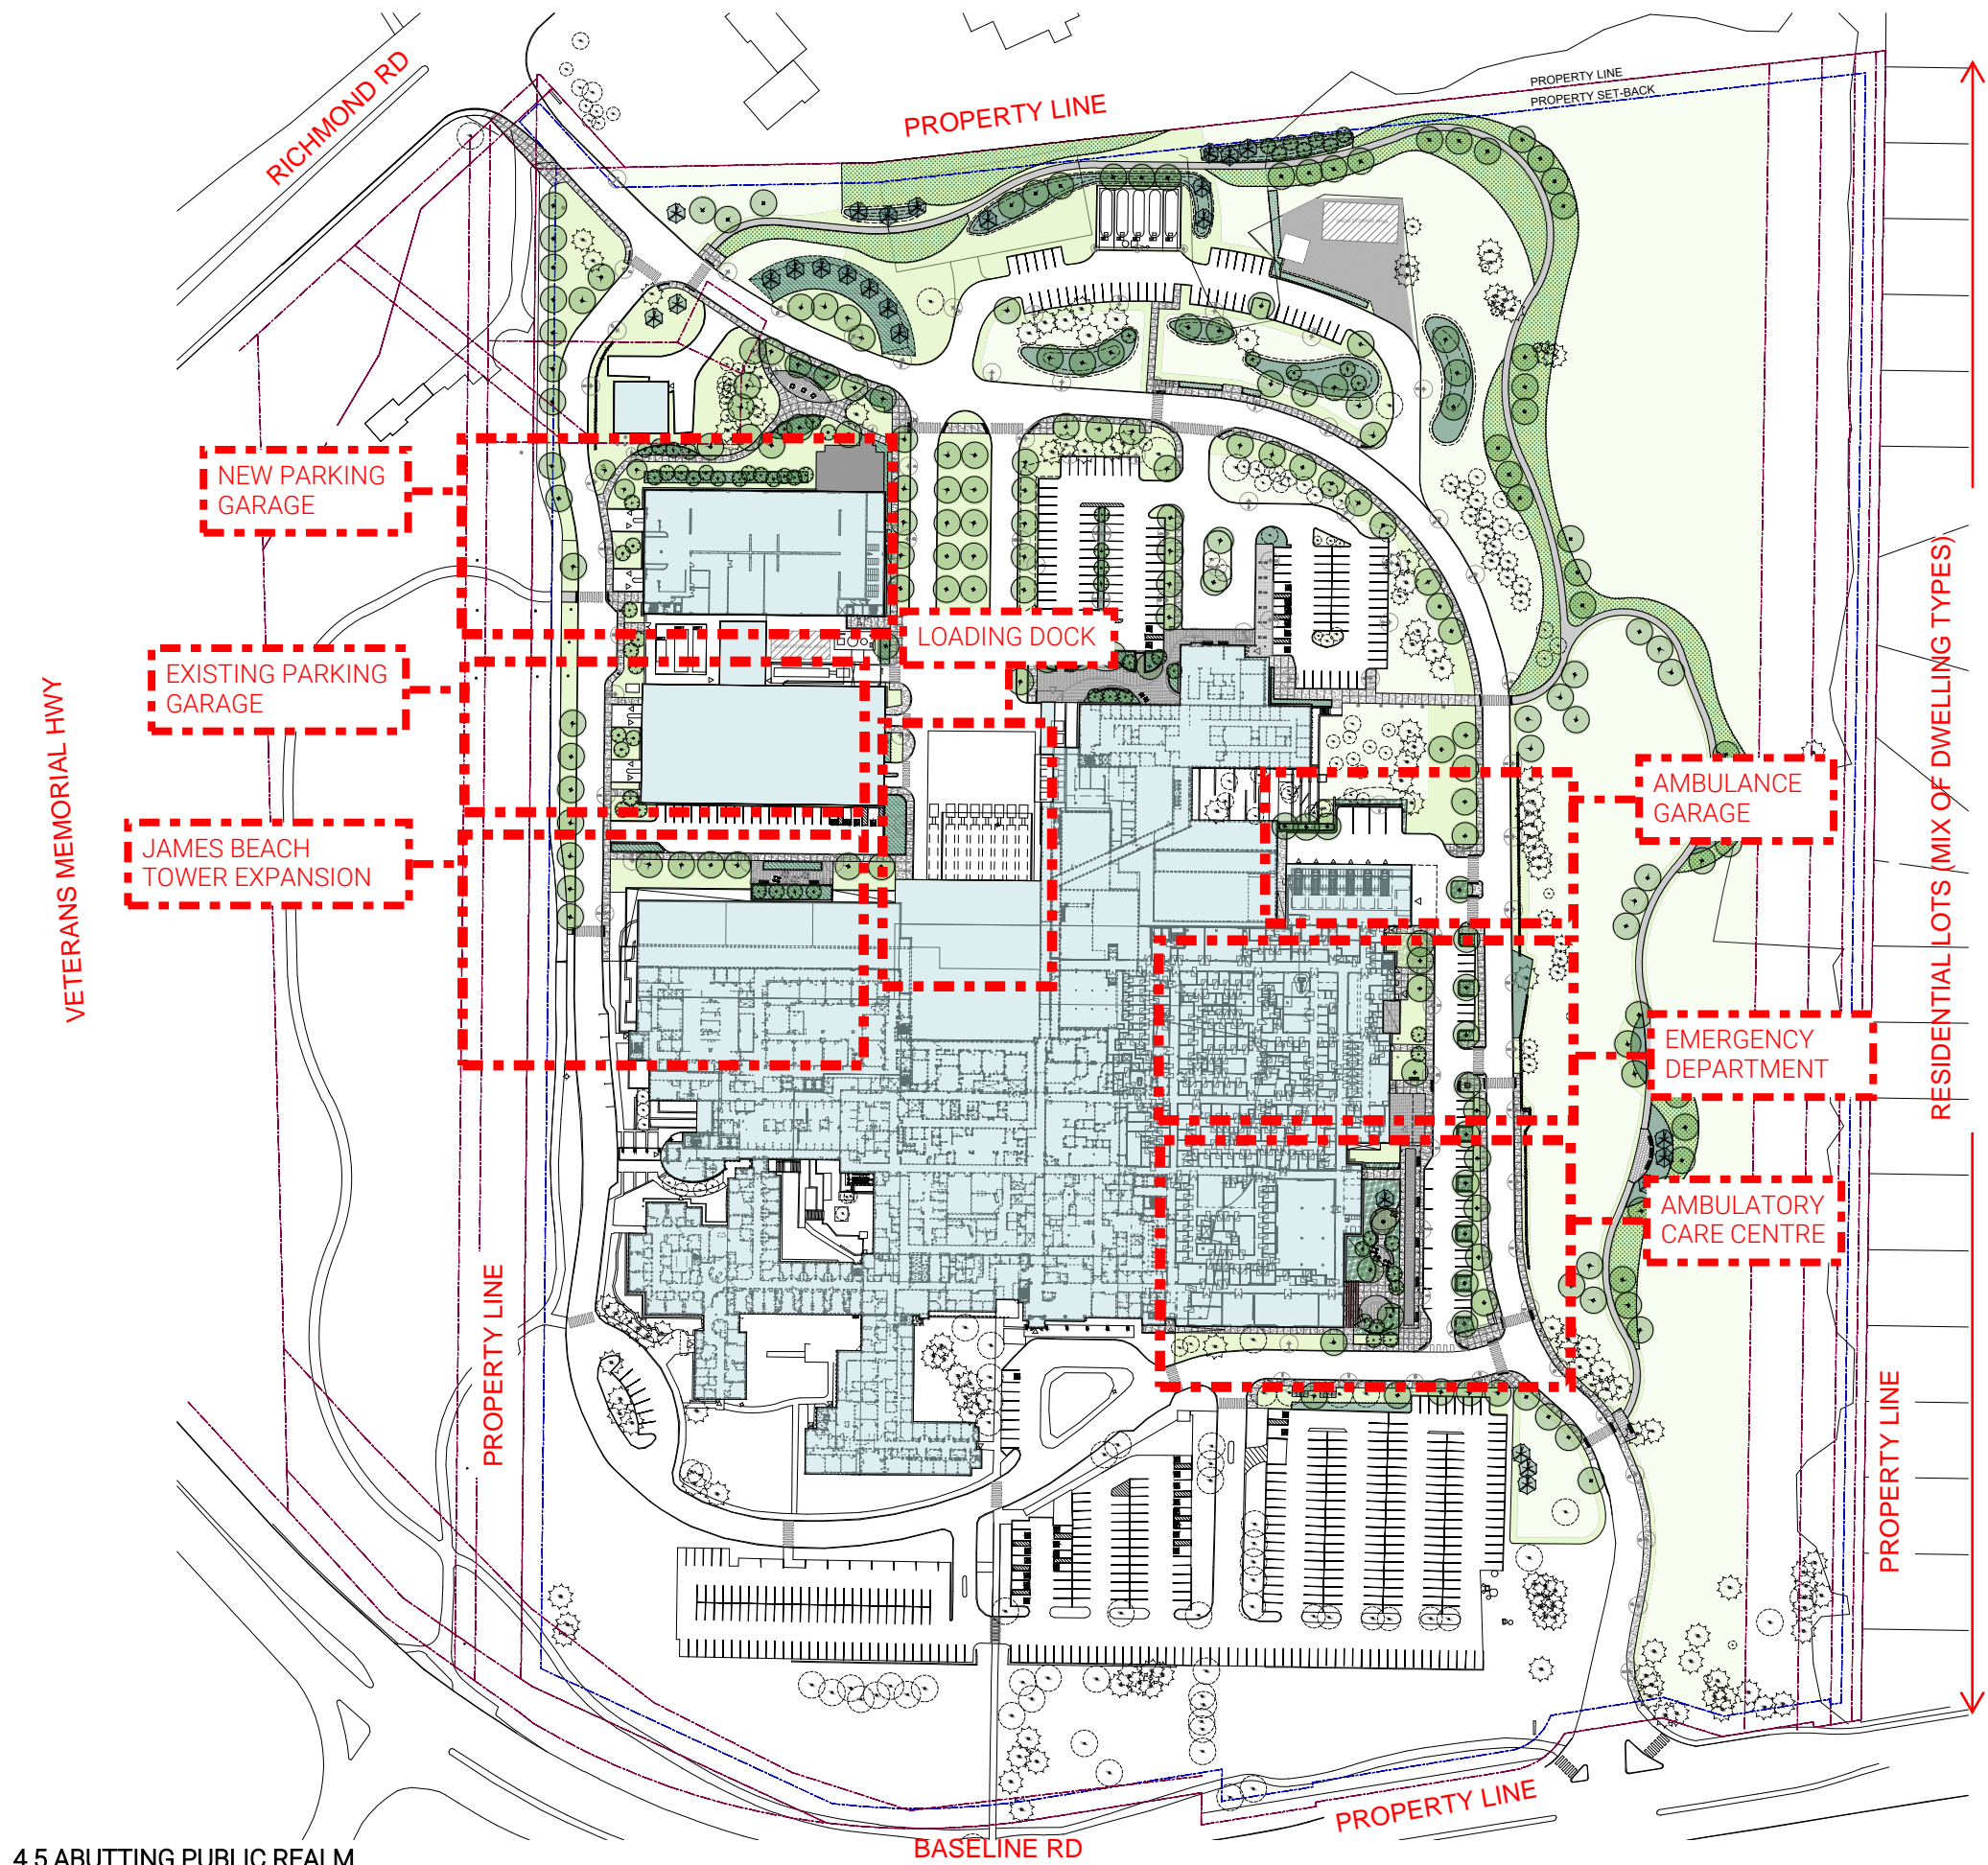 RICHMOND RD
PROPERTY LINE
PROPERTY LINE
PROPERTY SET-BACK
NEW PARKING
GARAGE
LOADING DOCK
EXISTING PARKING
GARAGE
VETERANS MEMORIAL HWY
JAMES BEACH
TOWER EXPANSION
RESIDENTIAL LOTS (MIX OF DWELLING TYPES)
AMBULANCE
GARAGE
EMERGENCY
DEPARTMENT
AMBULATORY
CARE CENTRE
PROPERTY LINE
PROPERTY LINE
PROPERTY LINE
BASELINE RD
4.5 ABUTTING PUBLIC REALM